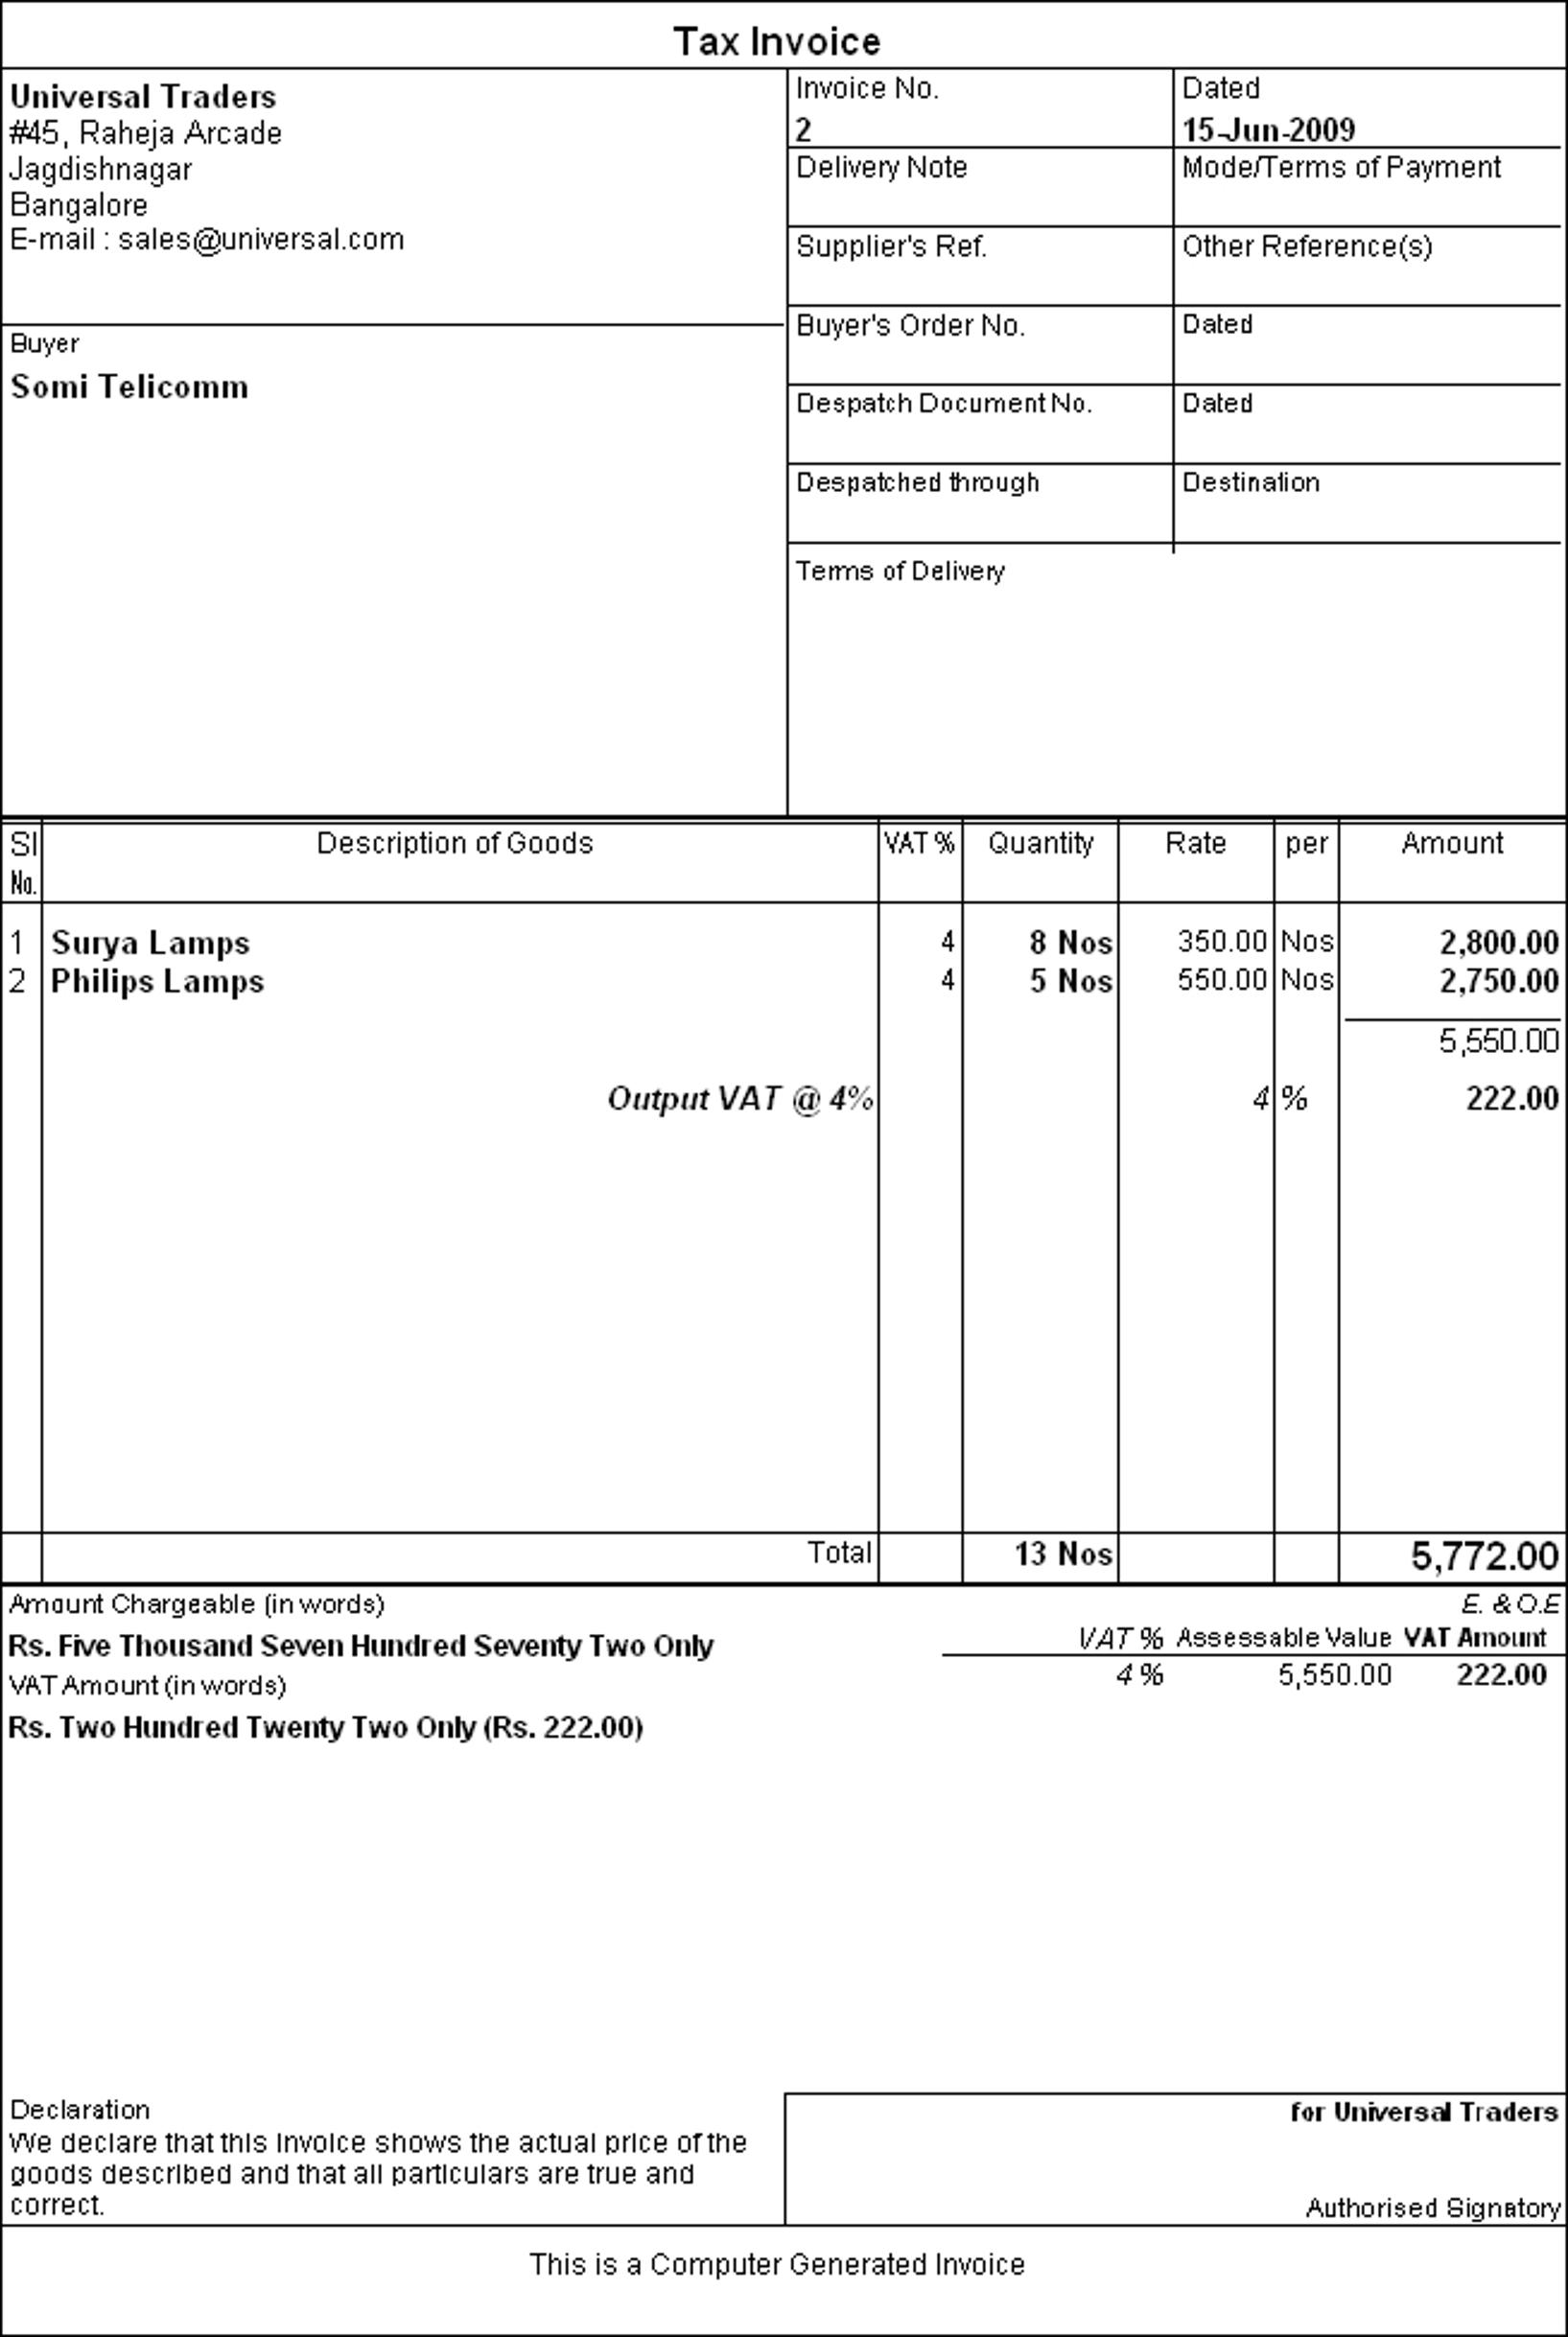 Tax Invoice
Universal Traders
#45, Raheja Arcade
Jagdishnagar
Bangalore
E-mail : sales@universal.com
Invoice No.
2
Dated
15-Jun-2009
Delivery Note
Mode/Terms of Payment
Supplier's Ref.
Other Reference(s)
Buyer
Somi Telicomm
Buyer's Order No.
Dated
Despatch Document No.
Dated
Despatched through
Destination
Terms of Delivery
Sl No. Description of Goods VAT % Quantity Rate per Amount
1 Surya Lamps 4 8 Nos 350.00 Nos 2,800.00
2 Philips Lamps 4 5 Nos 550.00 Nos 2,750.00
5,550.00
Output VAT @ 4% 4 % 222.00
Total 13 Nos 5,772.00
Amount Chargeable (in words) E. & O.E
Rs. Five Thousand Seven Hundred Seventy Two Only
VAT % Assessable Value VAT Amount
4 % 5,550.00 222.00
VAT Amount (in words)
Rs. Two Hundred Twenty Two Only (Rs. 222.00)
Declaration
We declare that this invoice shows the actual price of the
goods described and that all particulars are true and
correct.
for Universal Traders
Authorised Signatory
This is a Computer Generated Invoice